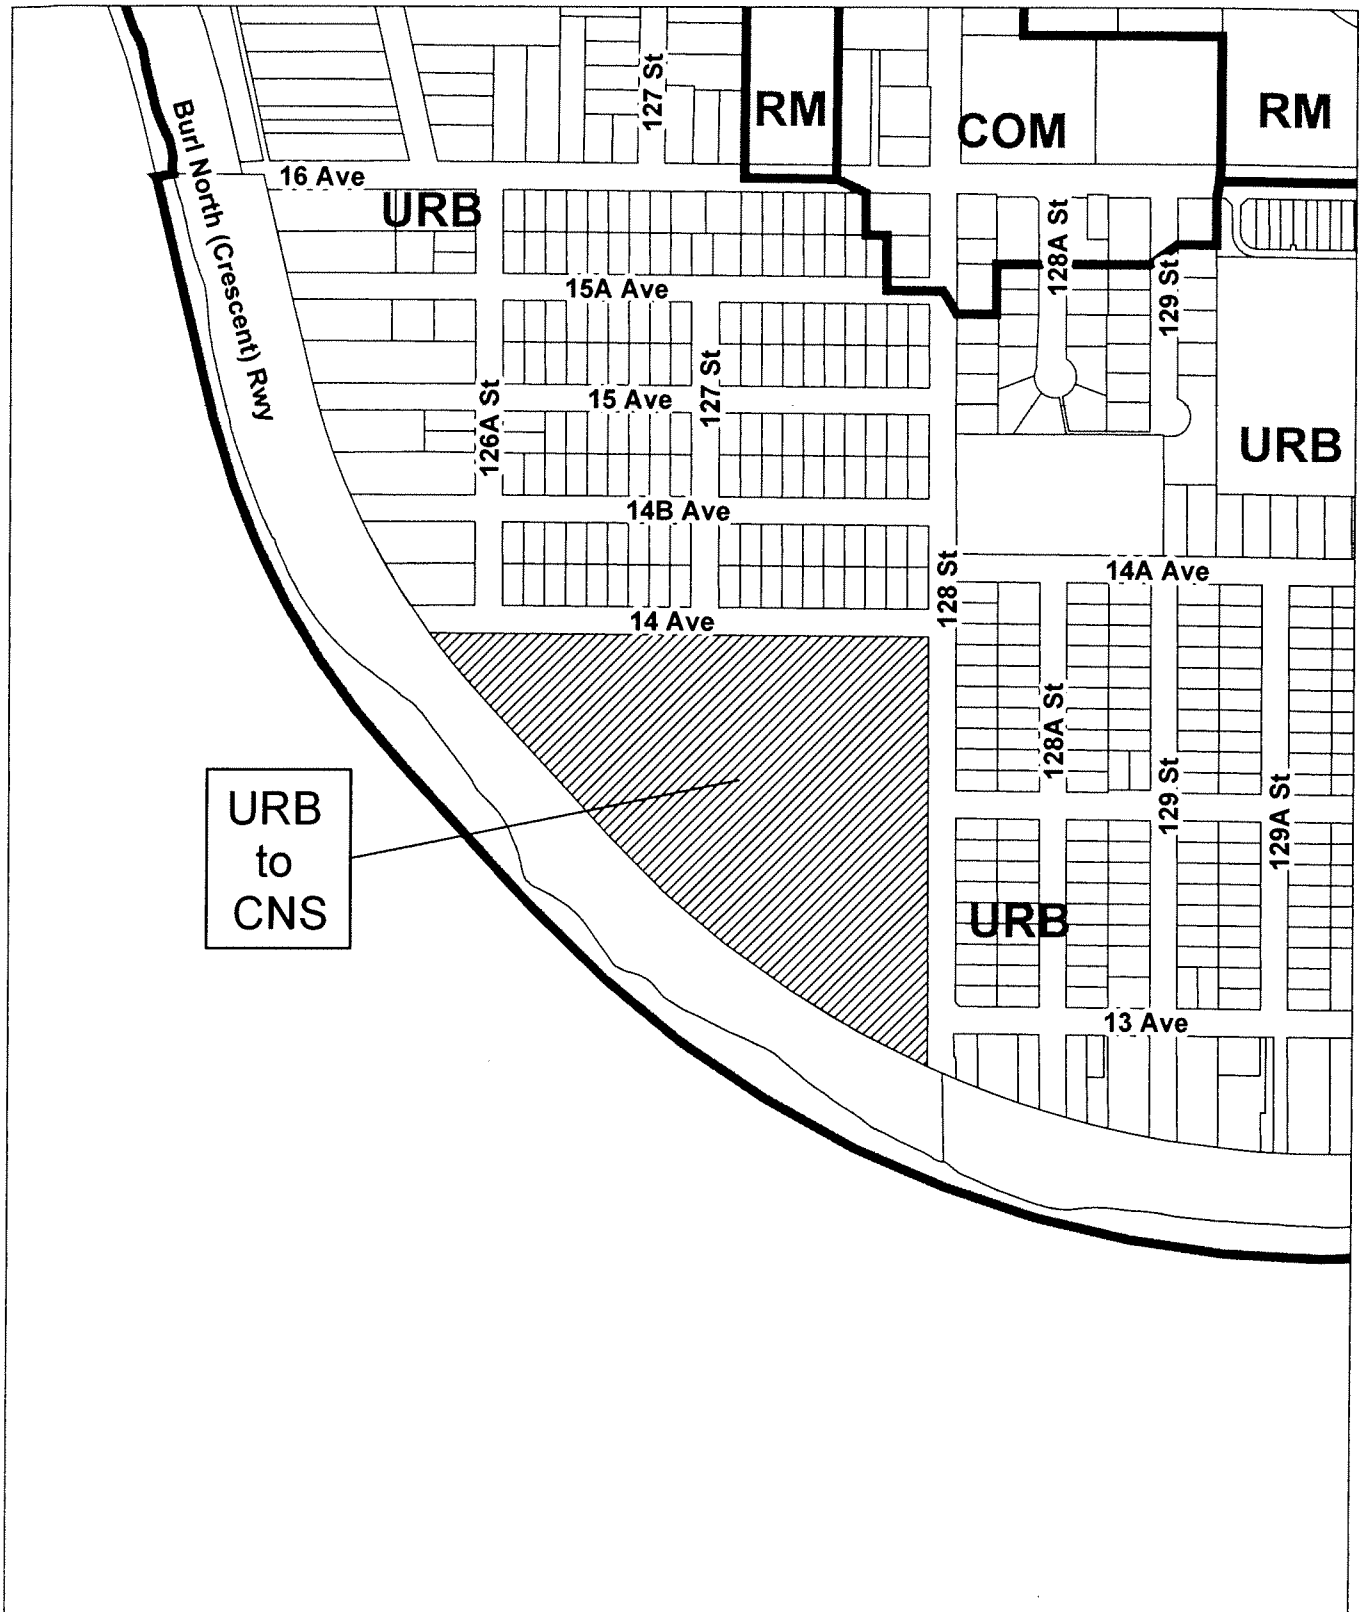 127 St
RM
COM
RM
Burl North (Crescent) Rwy
16 Ave
URB
128A St
129 St
15A Ave
127 St
15 Ave
126A St
URB
14B Ave
128 St
14A Ave
14 Ave
128A St
129 St
129A St
URB
to
CNS
URB
13 Ave